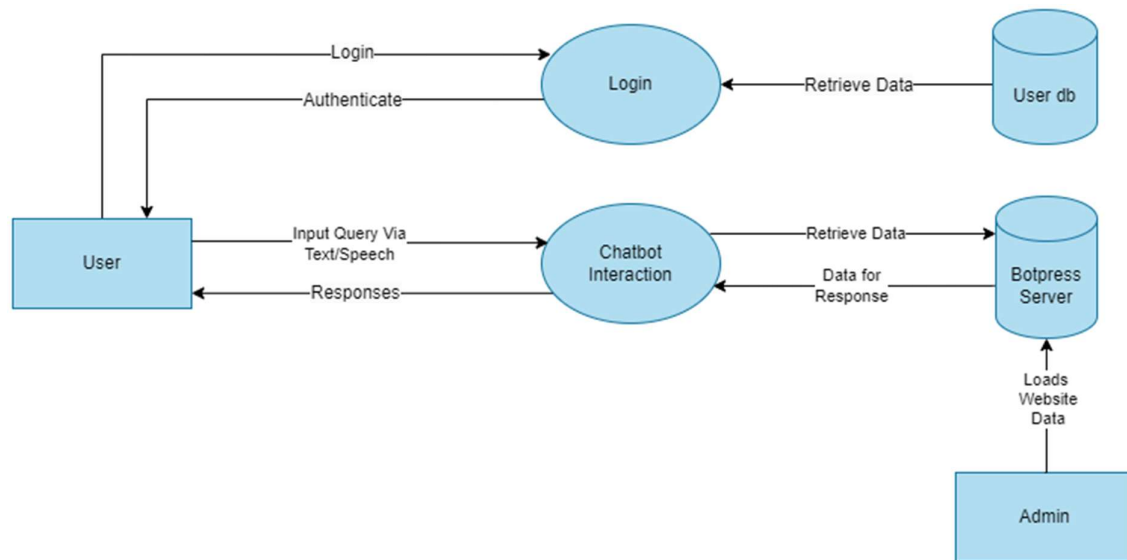 Login
Login
Retrieve Data
User db
Authenticate
User
Input Query Via
Text/Speech
Chatbot
Interaction
Retrieve Data
Botpress
Server
Responses
Data for
Response
Loads
Website
Data
Admin